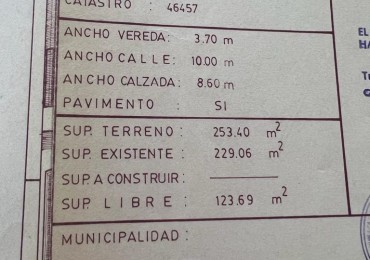 CATASTRO : 46457
ANCHO VEREDA: 3.70 m
ANCHO CALLE: 10.00 m
ANCHO CALZADA: 8.60 m
PAVIMENTO : SI
SUP. TERRENO : 253.40 m²
SUP. EXISTENTE : 229.06 m²
SUP. A CONSTRUIR:
SUP. LIBRE : 123.69 m²
MUNICIPALIDAD :
EL